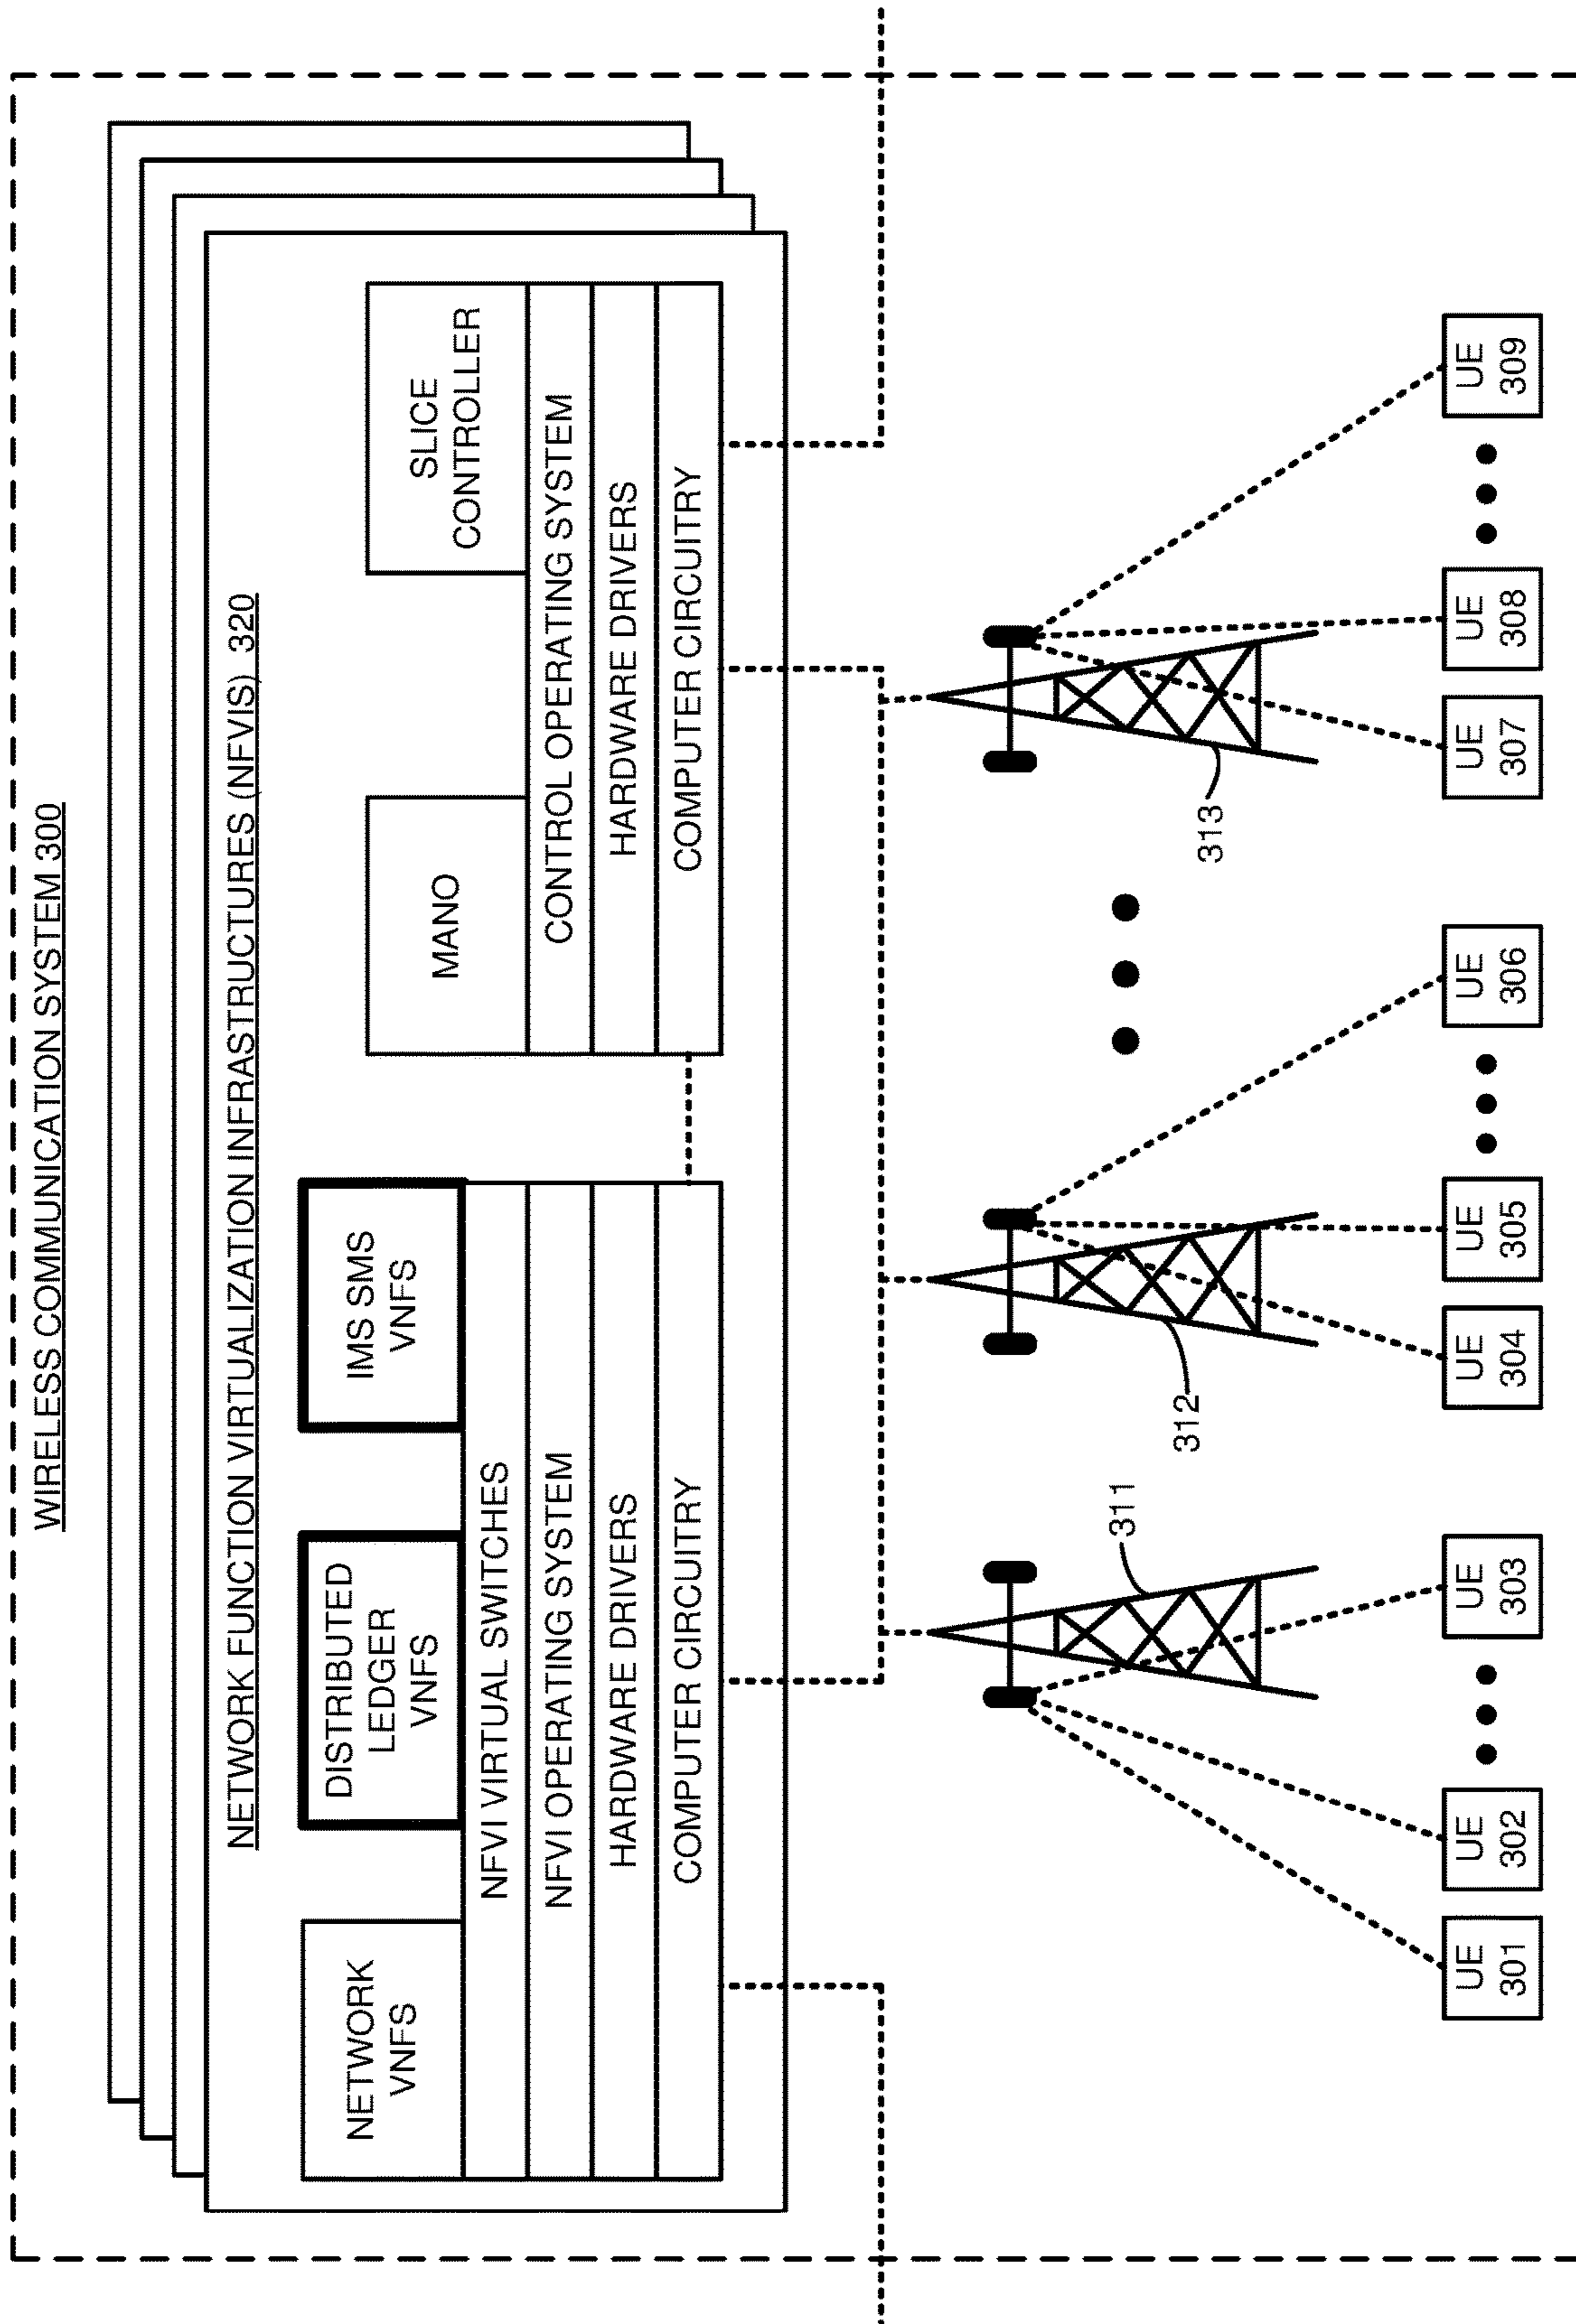 WIRELESS COMMUNICATION SYSTEM 300
NETWORK FUNCTION VIRTUALIZATION INFRASTRUCTURES (NFVIS) 320
NETWORK
VNFS
DISTRIBUTED
LEDGER
VNFS
IMS SMS
VNFS
NFVI VIRTUAL SWITCHES
NFVI OPERATING SYSTEM
HARDWARE DRIVERS
COMPUTER CIRCUITRY
MANO
SLICE
CONTROLLER
CONTROL OPERATING SYSTEM
HARDWARE DRIVERS
COMPUTER CIRCUITRY
311
312
313
UE
301
UE
302
UE
303
UE
304
UE
305
UE
306
UE
307
UE
308
UE
309